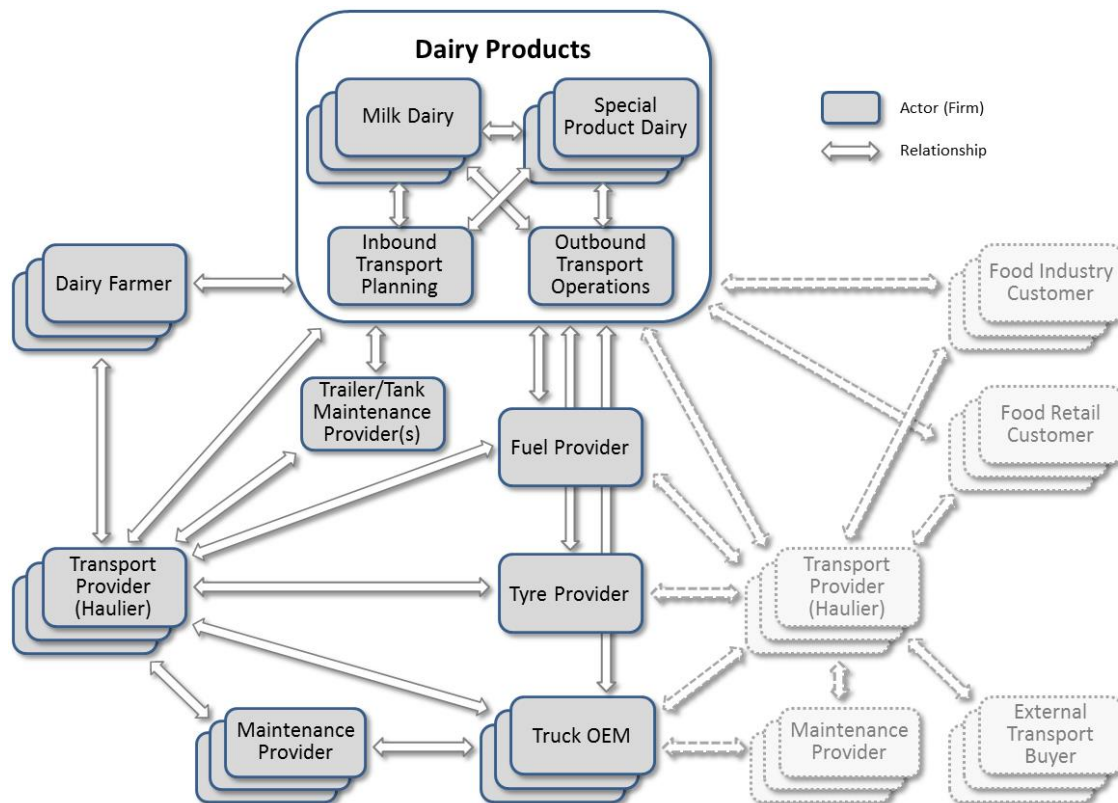 Dairy Products
Milk Dairy
Special
Product Dairy
Actor (Firm)
Relationship
Inbound
Transport
Planning
Outbound
Transport
Operations
Dairy Farmer
Food Industry
Customer
Trailer/Tank
Maintenance
Provider(s)
Fuel Provider
Food Retail
Customer
Transport
Provider
(Haulier)
Tyre Provider
Transport
Provider
(Haulier)
Maintenance
Provider
Truck OEM
Maintenance
Provider
External
Transport
Buyer